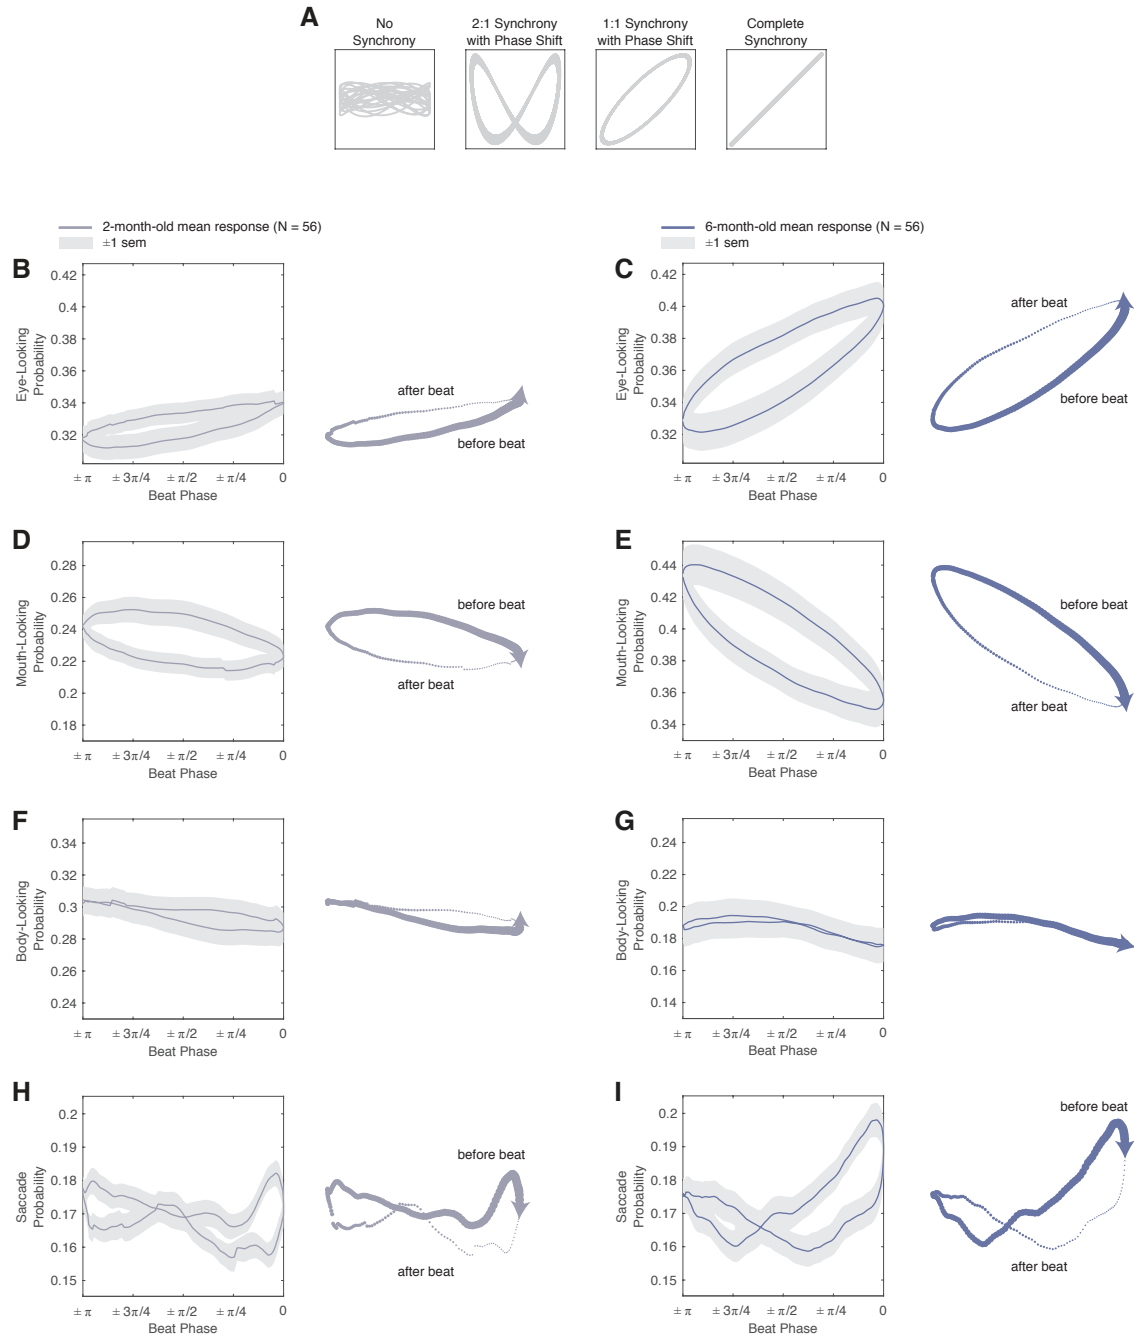 A
No
Synchrony
2:1 Synchrony
with Phase Shift
1:1 Synchrony
with Phase Shift
Complete
Synchrony
2-month-old mean response (N = 56)
±1 sem
6-month-old mean response (N = 56)
±1 sem
B
Eye-Looking
Probability
0.42
0.4
0.38
0.36
0.34
0.32
± π
± 3π/4
± π/2
± π/4
0
Beat Phase
after beat
before beat
C
Eye-Looking
Probability
0.42
0.4
0.38
0.36
0.34
0.32
± π
± 3π/4
± π/2
± π/4
0
Beat Phase
after beat
before beat
D
Mouth-Looking
Probability
0.28
0.26
0.24
0.22
0.2
0.18
± π
± 3π/4
± π/2
± π/4
0
Beat Phase
before beat
after beat
E
Mouth-Looking
Probability
0.44
0.42
0.4
0.38
0.36
0.34
± π
± 3π/4
± π/2
± π/4
0
Beat Phase
before beat
after beat
F
Body-Looking
Probability
0.34
0.32
0.3
0.28
0.26
0.24
± π
± 3π/4
± π/2
± π/4
0
Beat Phase
G
Body-Looking
Probability
0.24
0.22
0.2
0.18
0.16
0.14
± π
± 3π/4
± π/2
± π/4
0
Beat Phase
H
Saccade
Probability
0.2
0.19
0.18
0.17
0.16
0.15
± π
± 3π/4
± π/2
± π/4
0
Beat Phase
before beat
after beat
I
Saccade
Probability
0.2
0.19
0.18
0.17
0.16
0.15
± π
± 3π/4
± π/2
± π/4
0
Beat Phase
before beat
after beat